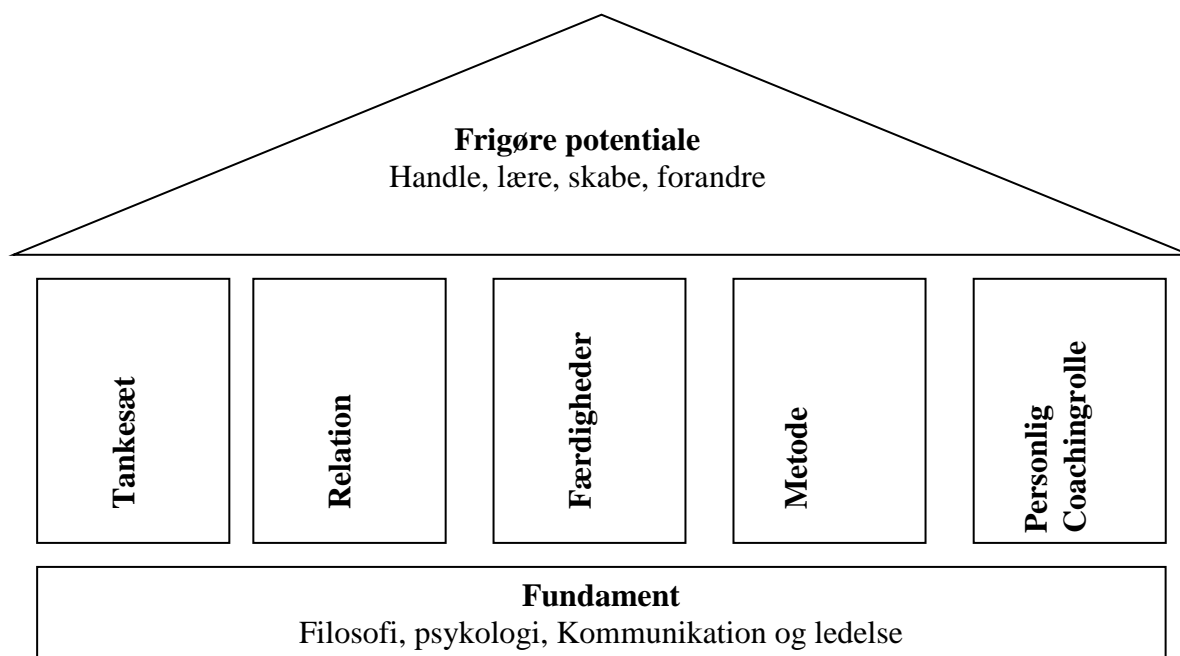 Frigøre potentiale
Handle, lære, skabe, forandre
Tankesæt
Relation
Færdigheder
Metode
Personlig
Coachingrolle
Fundament
Filosofi, psykologi, Kommunikation og ledelse